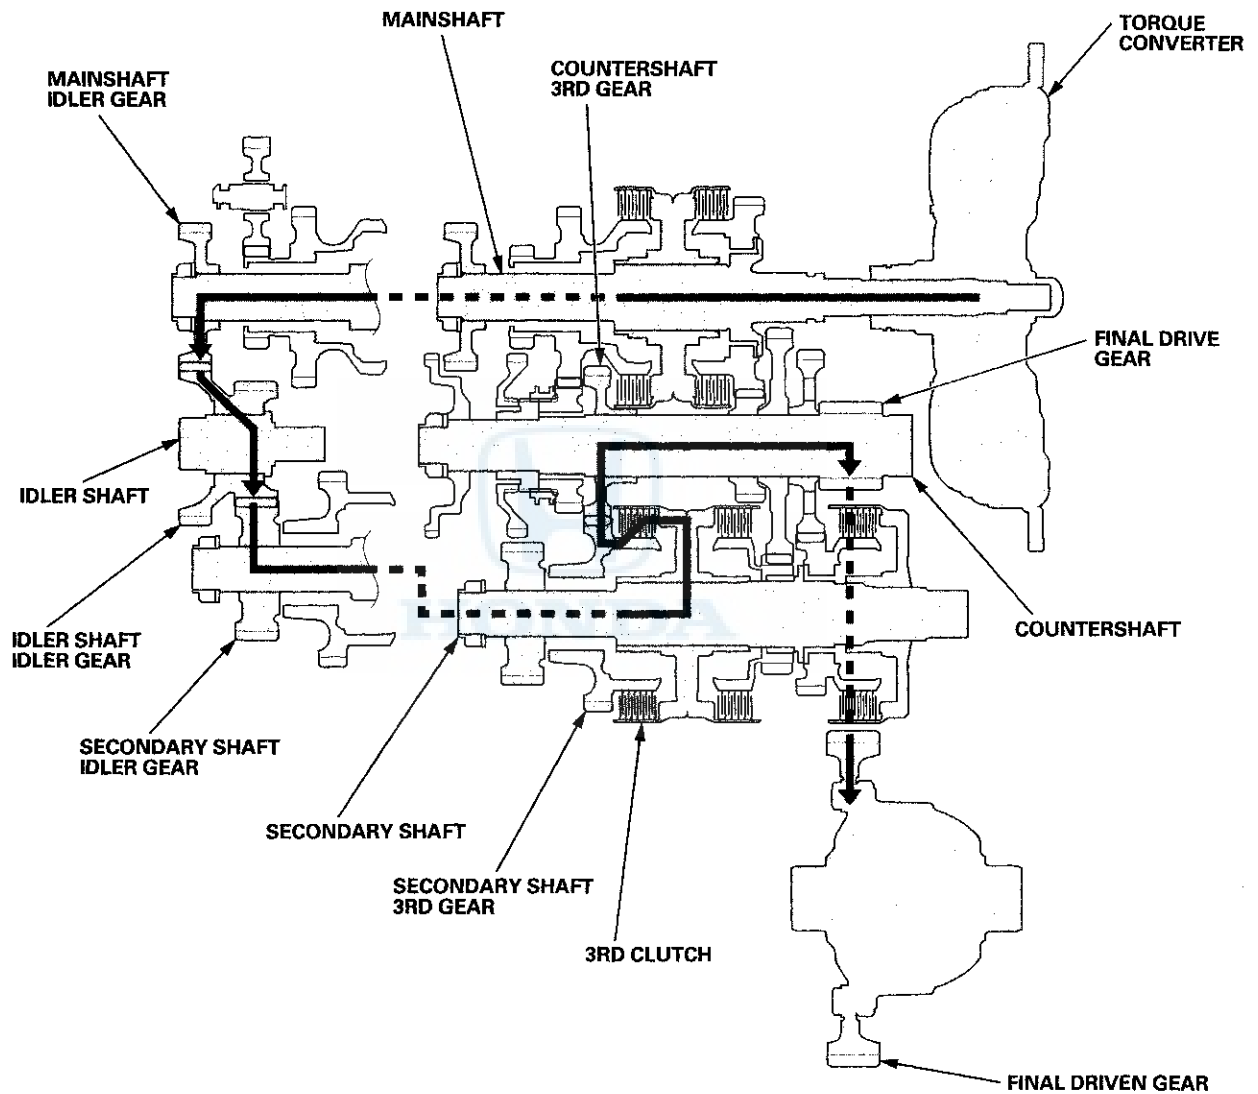 MAINSHAFT
TORQUE
CONVERTER
COUNTERSHAFT
3RD GEAR
MAINSHAFT
IDLER GEAR
FINAL DRIVE
GEAR
IDLER SHAFT
HONDA
COUNTERSHAFT
IDLER SHAFT
IDLER GEAR
SECONDARY SHAFT
IDLER GEAR
SECONDARY SHAFT
SECONDARY SHAFT
3RD GEAR
3RD CLUTCH
FINAL DRIVEN GEAR